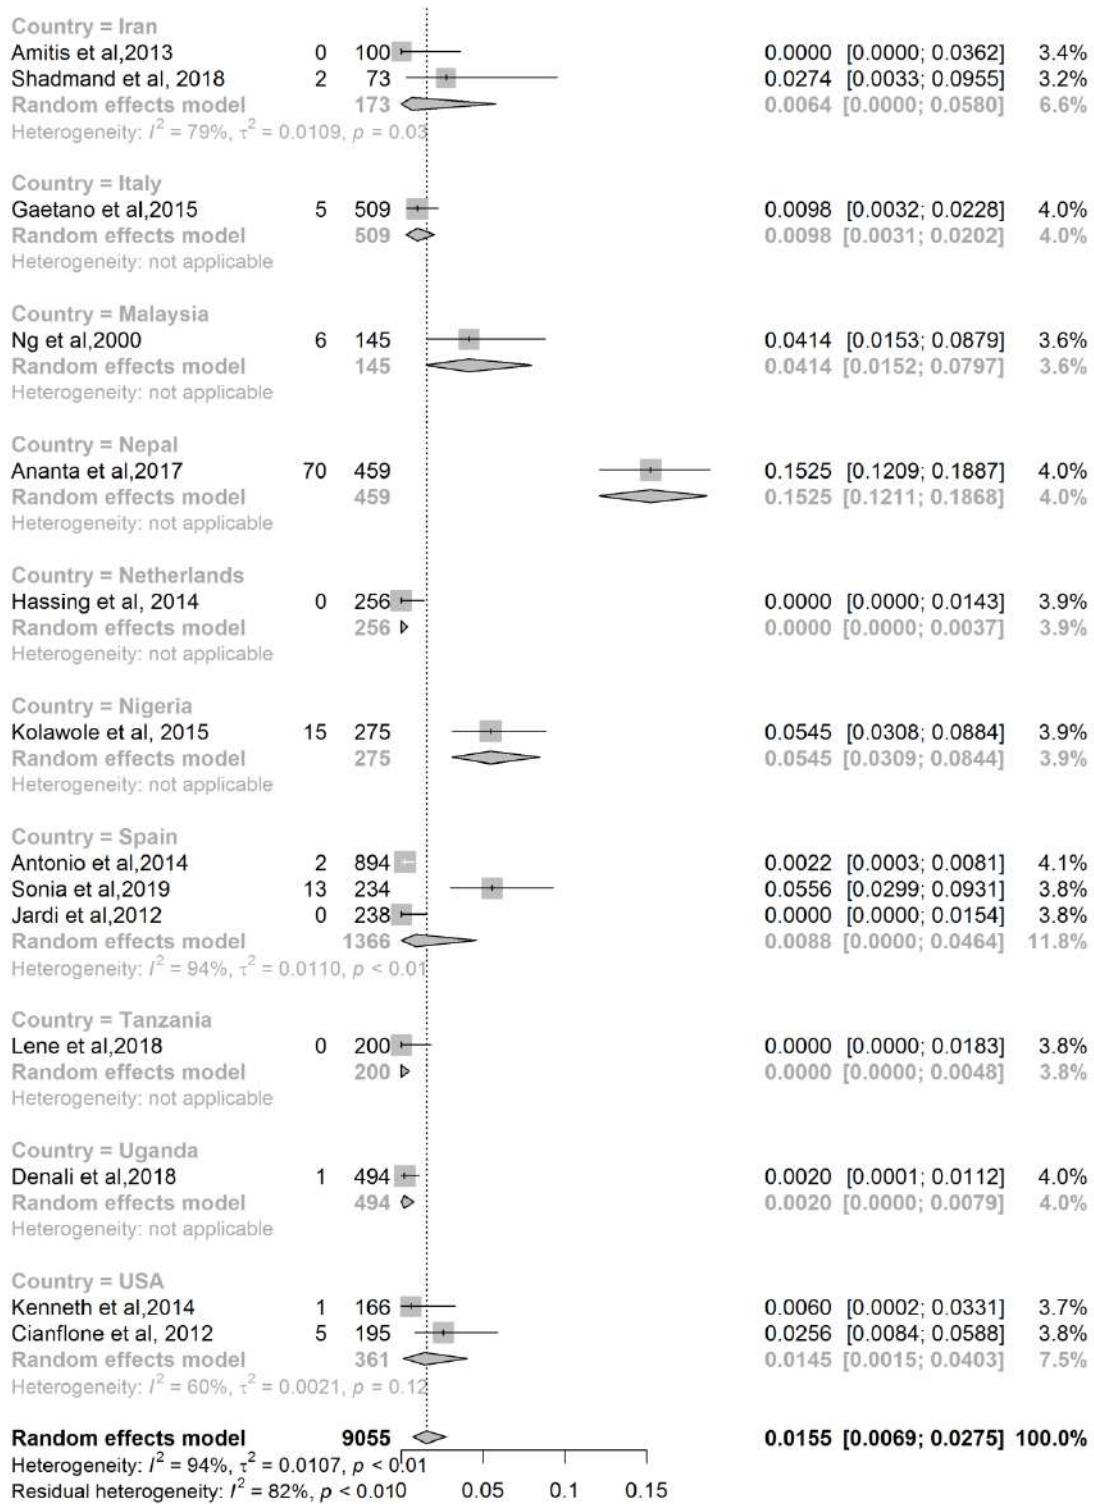 Country = Iran
Amitis et al,2013 0 100 0.0000 [0.0000; 0.0362] 3.4%
Shadmand et al, 2018 2 73 0.0274 [0.0033; 0.0955] 3.2%
Random effects model 173 0.0064 [0.0000; 0.0580] 6.6%
Heterogeneity: I² = 79%, τ² = 0.0109, p = 0.03
Country = Italy
Gaetano et al,2015 5 509 0.0098 [0.0032; 0.0228] 4.0%
Random effects model 509 0.0098 [0.0031; 0.0202] 4.0%
Heterogeneity: not applicable
Country = Malaysia
Ng et al,2000 6 145 0.0414 [0.0153; 0.0879] 3.6%
Random effects model 145 0.0414 [0.0152; 0.0797] 3.6%
Heterogeneity: not applicable
Country = Nepal
Ananta et al,2017 70 459 0.1525 [0.1209; 0.1887] 4.0%
Random effects model 459 0.1525 [0.1211; 0.1868] 4.0%
Heterogeneity: not applicable
Country = Netherlands
Hassing et al, 2014 0 256 0.0000 [0.0000; 0.0143] 3.9%
Random effects model 256 0.0000 [0.0000; 0.0037] 3.9%
Heterogeneity: not applicable
Country = Nigeria
Kolawole et al, 2015 15 275 0.0545 [0.0308; 0.0884] 3.9%
Random effects model 275 0.0545 [0.0309; 0.0844] 3.9%
Heterogeneity: not applicable
Country = Spain
Antonio et al,2014 2 894 0.0022 [0.0003; 0.0081] 4.1%
Sonia et al,2019 13 234 0.0556 [0.0299; 0.0931] 3.8%
Jardi et al,2012 0 238 0.0000 [0.0000; 0.0154] 3.8%
Random effects model 1366 0.0088 [0.0000; 0.0464] 11.8%
Heterogeneity: I² = 94%, τ² = 0.0110, p < 0.01
Country = Tanzania
Lene et al,2018 0 200 0.0000 [0.0000; 0.0183] 3.8%
Random effects model 200 0.0000 [0.0000; 0.0048] 3.8%
Heterogeneity: not applicable
Country = Uganda
Denali et al,2018 1 494 0.0020 [0.0001; 0.0112] 4.0%
Random effects model 494 0.0020 [0.0000; 0.0079] 4.0%
Heterogeneity: not applicable
Country = USA
Kenneth et al,2014 1 166 0.0060 [0.0002; 0.0331] 3.7%
Cianflone et al, 2012 5 195 0.0256 [0.0084; 0.0588] 3.8%
Random effects model 361 0.0145 [0.0015; 0.0403] 7.5%
Heterogeneity: I² = 60%, τ² = 0.0021, p = 0.12
Random effects model 9055 0.0155 [0.0069; 0.0275] 100.0%
Heterogeneity: I² = 94%, τ² = 0.0107, p < 0.01
Residual heterogeneity: I² = 82%, p < 0.01 0 0.05 0.1 0.15